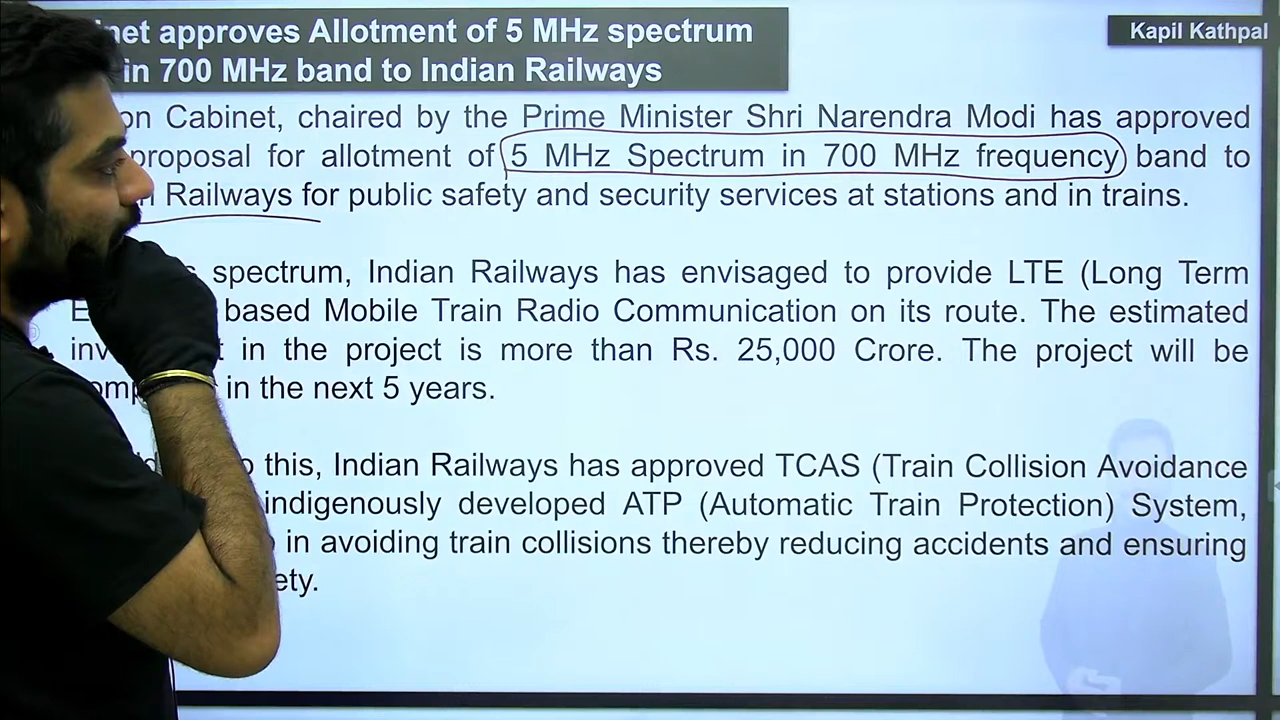 net approves Allotment of 5 MHz spectrum
in 700 MHz band to Indian Railways
Kapil Kathpal
on Cabinet, chaired by the Prime Minister Shri Narendra Modi has approved
proposal for allotment of 5 MHz Spectrum in 700 MHz frequency band to
Railways for public safety and security services at stations and in trains.
spectrum, Indian Railways has envisaged to provide LTE (Long Term
based Mobile Train Radio Communication on its route. The estimated
in the project is more than Rs. 25,000 Crore. The project will be
in the next 5 years.
this, Indian Railways has approved TCAS (Train Collision Avoidance
indigenously developed ATP (Automatic Train Protection) System,
in avoiding train collisions thereby reducing accidents and ensuring